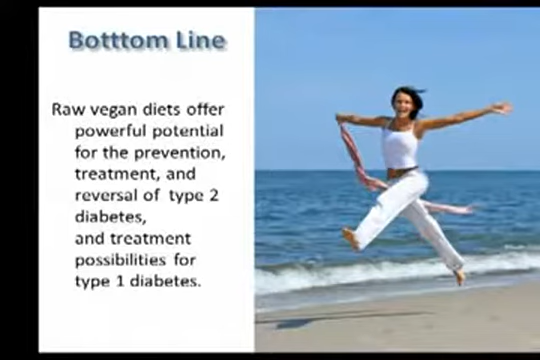 Botttom Line
Raw vegan diets offer
powerful potential
for the prevention,
treatment, and
reversal of type 2
diabetes,
and treatment
possibilities for
type 1 diabetes.